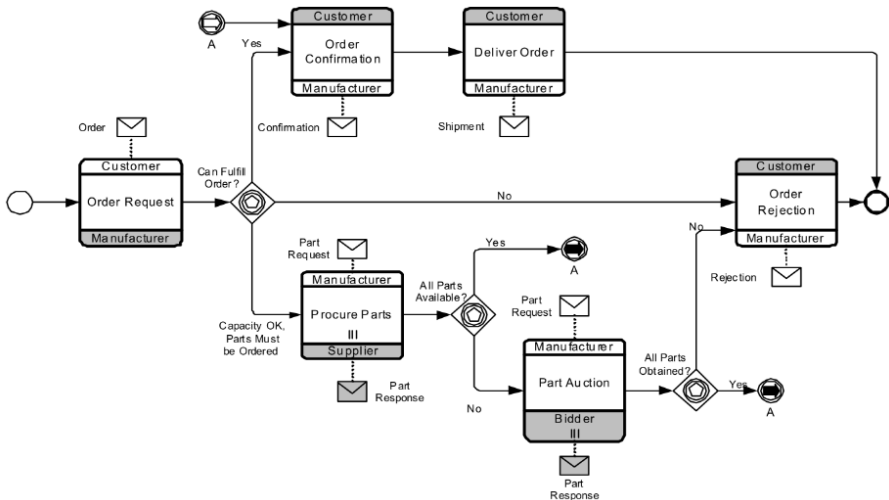 Customer
Order
Confirmation
Manufacturer
Customer
Deliver Order
Manufacturer
A
Yes
Confirmation
Shipment
Order
Customer
Order Request
Manufacturer
Can Fulfill
Order?
No
Customer
Order
Rejection
Manufacturer
Rejection
Part
Request
Manufacturer
Procure Parts
Supplier
Part
Response
Capacity OK,
Parts Must
be Ordered
All Parts
Available?
Yes
A
No
Part
Request
Manufacturer
Part Auction
Bidder
Part
Response
All Parts
Obtained?
No
Yes
A